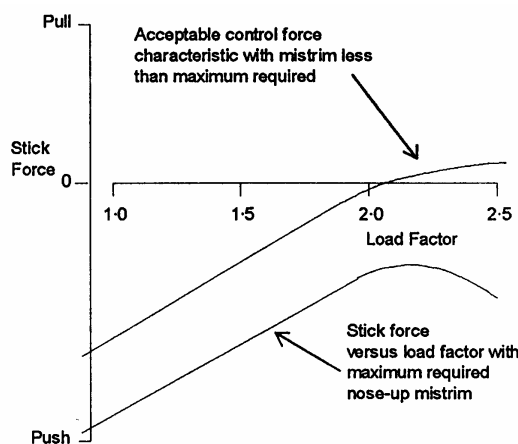 Pull
Acceptable control force
characteristic with mistrim less
than maximum required
Stick
Force 0
1·0 1·5 2·0 2·5
Load Factor
Stick force
versus load factor with
maximum required
nose-up mistrim
Push